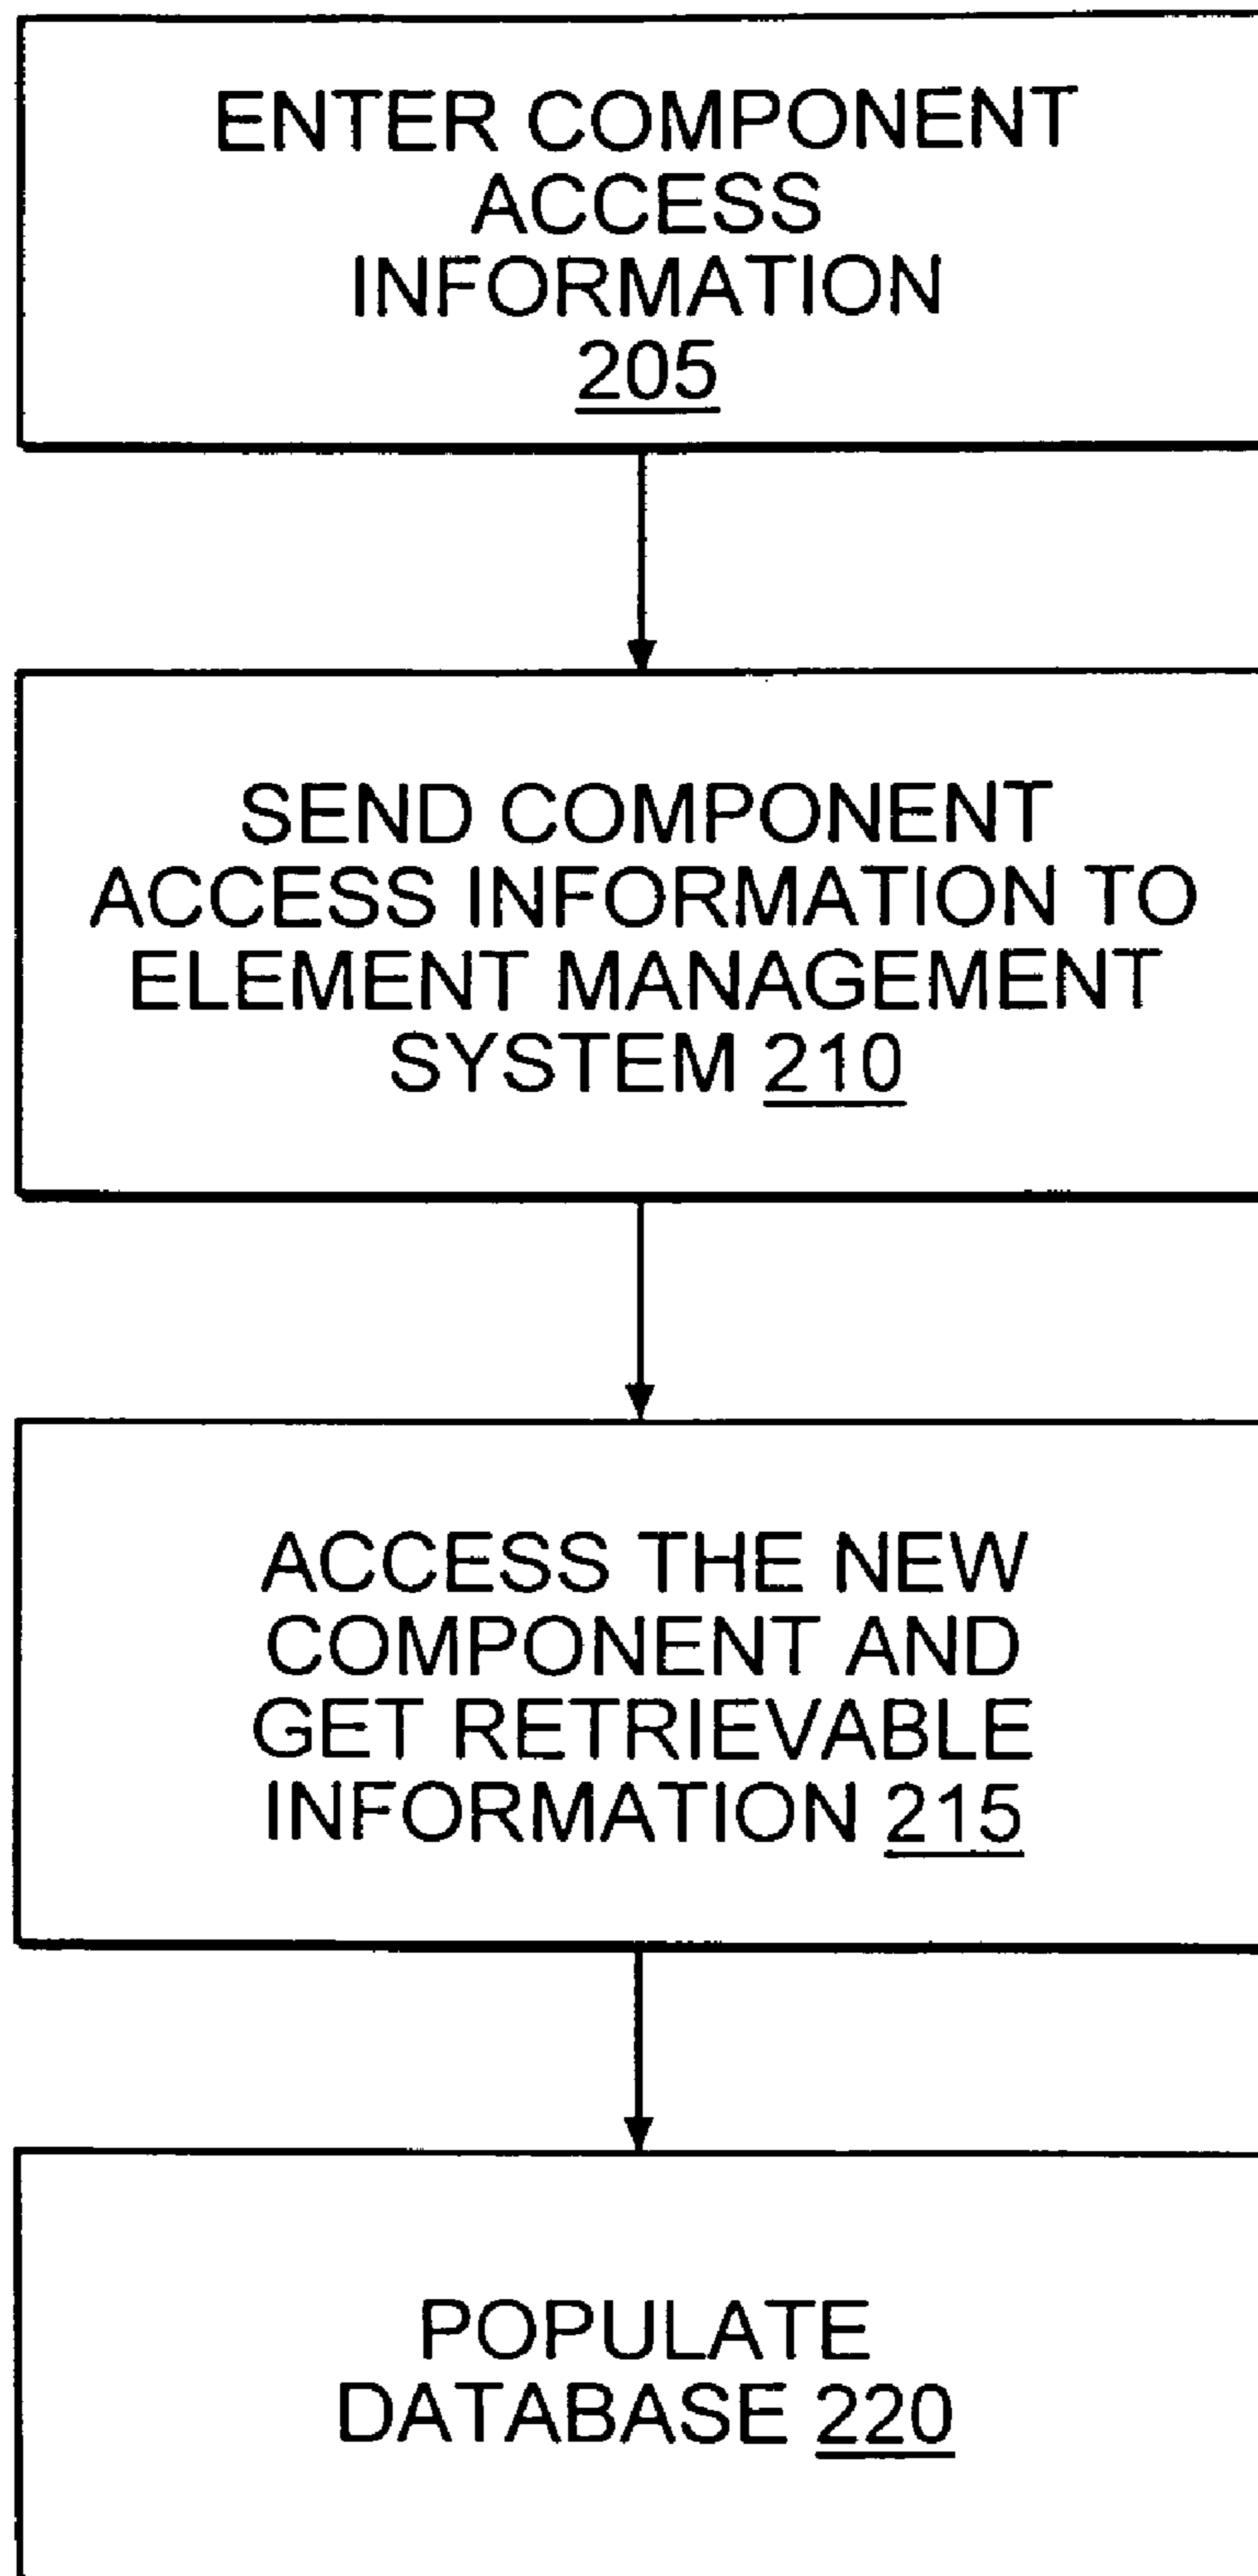 ENTER COMPONENT
ACCESS
INFORMATION
205
SEND COMPONENT
ACCESS INFORMATION TO
ELEMENT MANAGEMENT
SYSTEM 210
ACCESS THE NEW
COMPONENT AND
GET RETRIEVABLE
INFORMATION 215
POPULATE
DATABASE 220